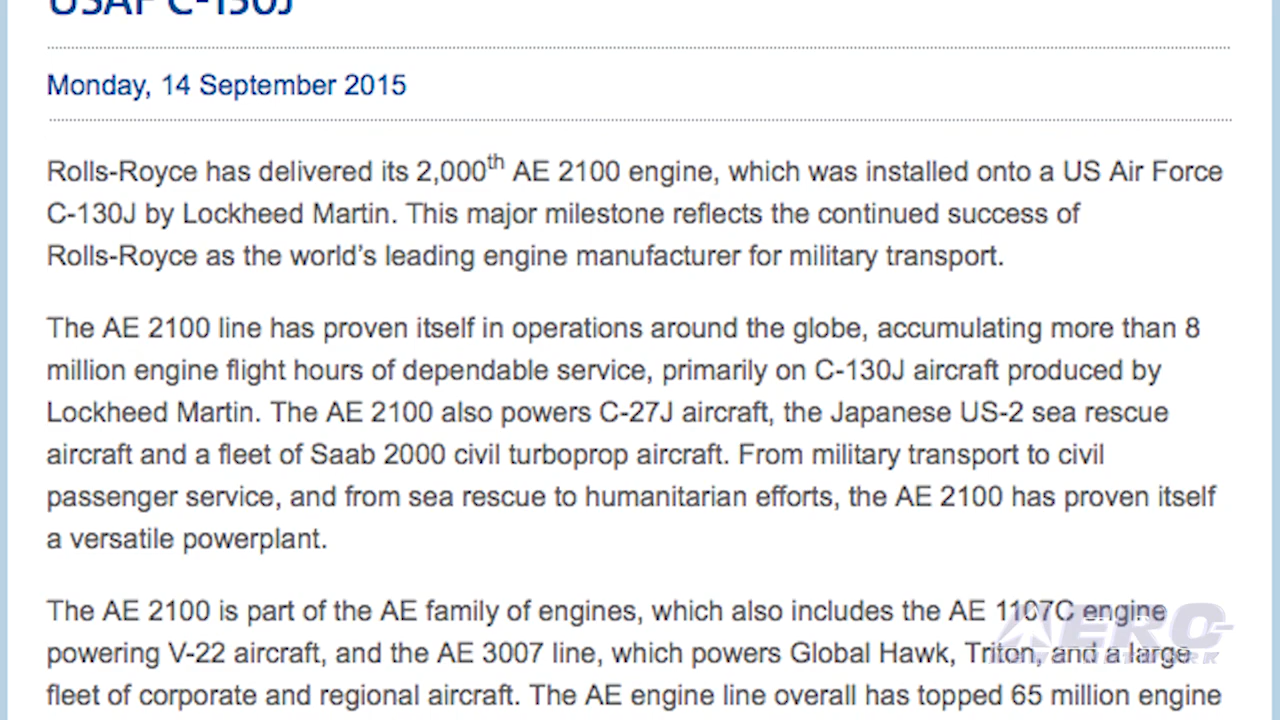 USAF C-130J
Monday, 14 September 2015
Rolls-Royce has delivered its 2,000th AE 2100 engine, which was installed onto a US Air Force
C-130J by Lockheed Martin. This major milestone reflects the continued success of
Rolls-Royce as the world's leading engine manufacturer for military transport.
The AE 2100 line has proven itself in operations around the globe, accumulating more than 8
million engine flight hours of dependable service, primarily on C-130J aircraft produced by
Lockheed Martin. The AE 2100 also powers C-27J aircraft, the Japanese US-2 sea rescue
aircraft and a fleet of Saab 2000 civil turboprop aircraft. From military transport to civil
passenger service, and from sea rescue to humanitarian efforts, the AE 2100 has proven itself
a versatile powerplant.
The AE 2100 is part of the AE family of engines, which also includes the AE 1107C engine
powering V-22 aircraft, and the AE 3007 line, which powers Global Hawk, Triton, and a large
fleet of corporate and regional aircraft. The AE engine line overall has topped 65 million engine
AERO
NEWS NETWORK